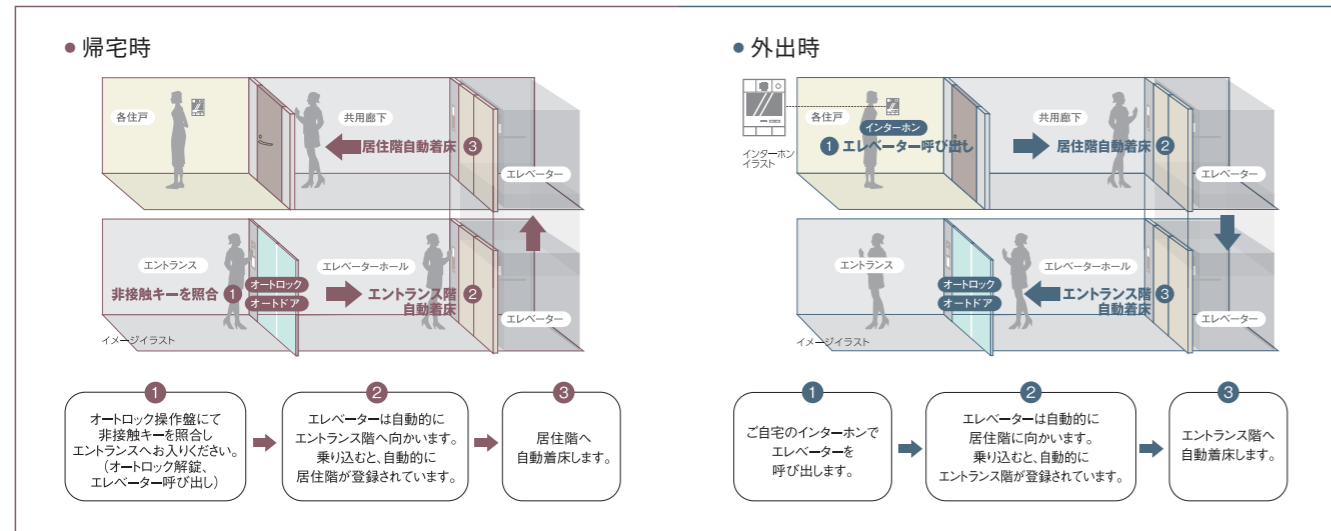 ● 帰宅時
各住戸
共用廊下
居住階自動着床 3
エレベーター
エントランス
エレベーターホール
非接触キーを照合 1
オートロック
オートドア
エントランス階 2
自動着床
エレベーター
イメージイラスト
1
オートロック操作盤にて
非接触キーを照合し
エントランスへお入りください。
(オートロック解錠、
エレベーター呼び出し)
2
エレベーターは自動的に
エントランス階へ向かいます。
乗り込むと、自動的に
居住階が登録されています。
3
居住階へ
自動着床します。
● 外出時
インターホン
イラスト
各住戸
インターホン
1 エレベーター呼び出し
共用廊下
居住階自動着床 2
エレベーター
エントランス
エレベーターホール
オートロック
オートドア
エントランス階 3
自動着床
エレベーター
イメージイラスト
1
ご自宅のインターホンで
エレベーターを
呼び出します。
2
エレベーターは自動的に
居住階に向かいます。
乗り込むと、自動的に
エントランス階が登録されています。
3
エントランス階へ
自動着床します。